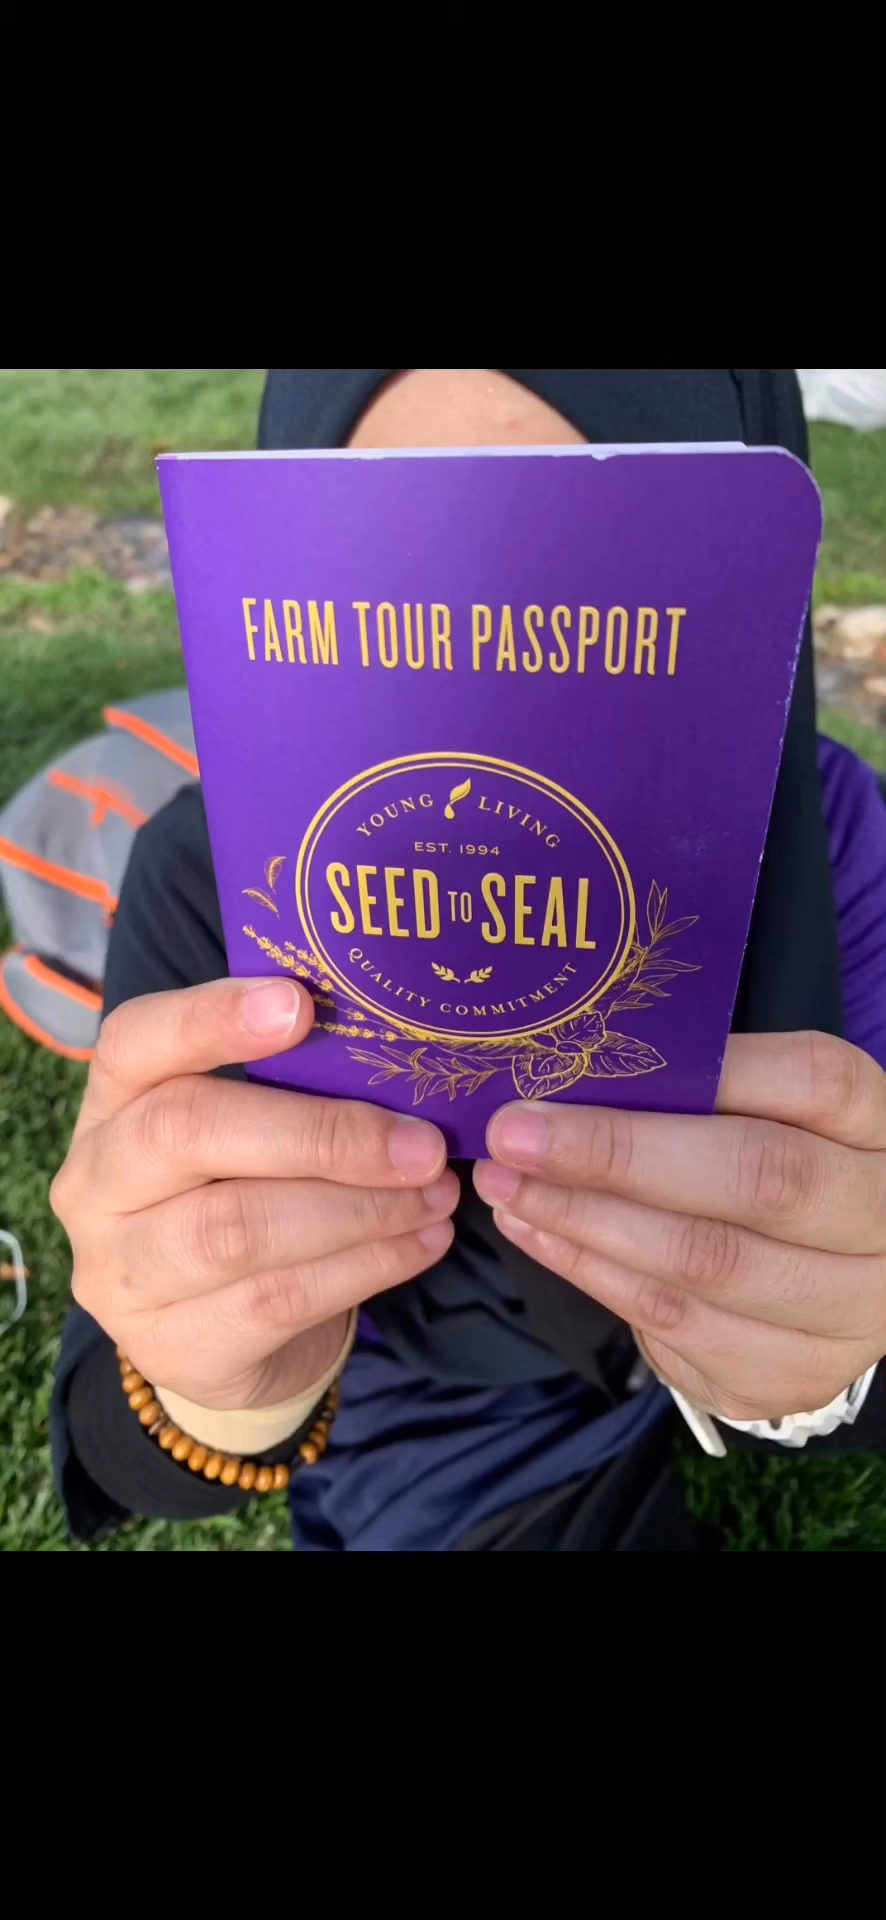 FARM TOUR PASSPORT
YOUNG LIVING
EST. 1994
SEED TO SEAL
QUALITY COMMITMENT